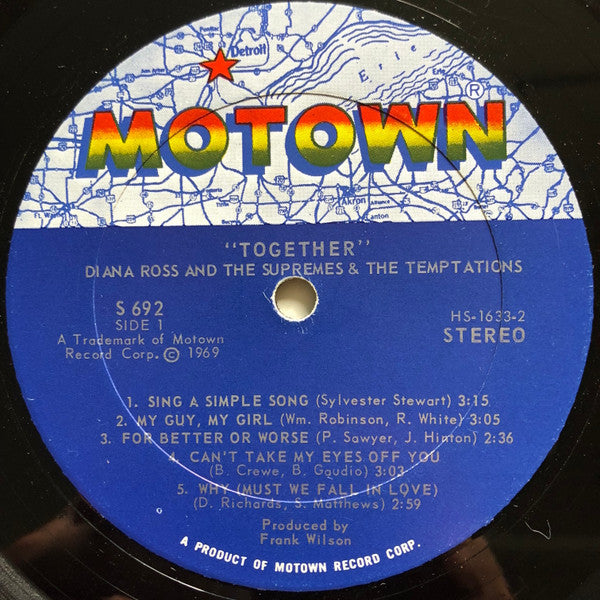 Detroit
Erie
MOTOWN®
Akron
"TOGETHER"
DIANA ROSS AND THE SUPREMES & THE TEMPTATIONS
S 692
SIDE 1
A Trademark of Motown
Record Corp. © 1969
HS-1633-2
STEREO
1. SING A SIMPLE SONG (Sylvester Stewart) 3:15
2. MY GUY, MY GIRL (Wm. Robinson, R. White) 3:05
3. FOR BETTER OR WORSE (P. Sawyer, J. Hinton) 2:36
4. CAN'T TAKE MY EYES OFF YOU
(B. Crewe, B. Gaudio) 3:03
5. WHY (MUST WE FALL IN LOVE)
(D. Richards, S. Matthews) 2:59
Produced by
Frank Wilson
A PRODUCT OF MOTOWN RECORD CORP.